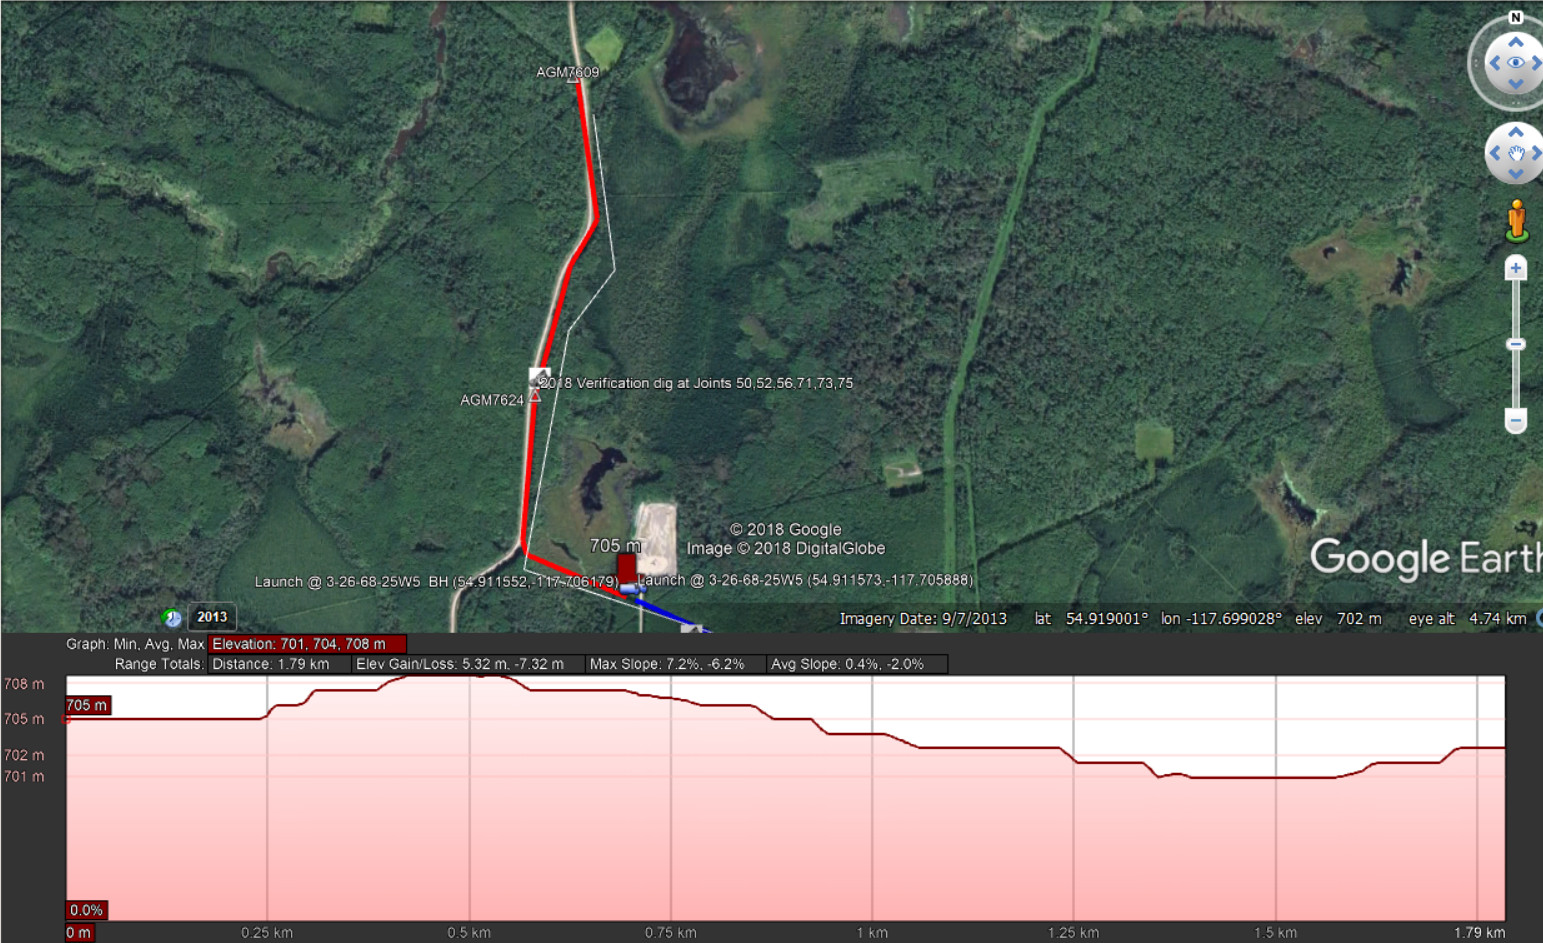 N
AGM7609
2018 Verification dig at Joints 50,52.56.71,73,75
AGM7624
© 2018 Google
705 m
Image © 2018 DigitalGlobe
Google Earth
Launch @ 3-26-68-25W5 BH (54.911552,-117.706179)
Launch @ 3-26-68-25W5 (54.911573,-117.705888)
2013
Imagery Date: 9/7/2013 lat 54.919001° lon -117.699028° elev 702 m eye alt 4.74 km
Graph: Min, Avg, Max Elevation: 701, 704, 708 m
Range Totals: Distance: 1.79 km Elev Gain/Loss: 5.32 m, -7.32 m Max Slope: 7.2%, -6.2% Avg Slope: 0.4%, -2.0%
708 m
705 m
705 m
702 m
701 m
0.0%
0 m 0.25 km 0.5 km 0.75 km 1 km 1.25 km 1.5 km 1.79 km